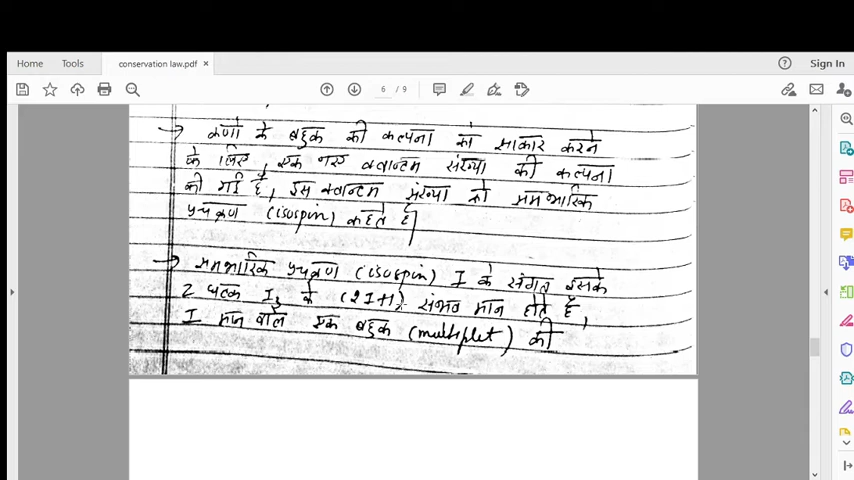 Home Tools conservation law.pdf × Sign In
6 / 9
→ कणों के बहुक की कल्पना को साकार करने
के लिए, एक नए क्वान्टम संख्या की कल्पना
की गई है, इस क्वान्टम संख्या को समभारिक
प्रचक्रण (isospin) कहते है|
→ समभारिक प्रचक्रण (isospin) I के संगत इसके
Z घटक I₃ के (2I+1) संभव मान होते है,
I मान वाले एक बहुक (multiplet) की